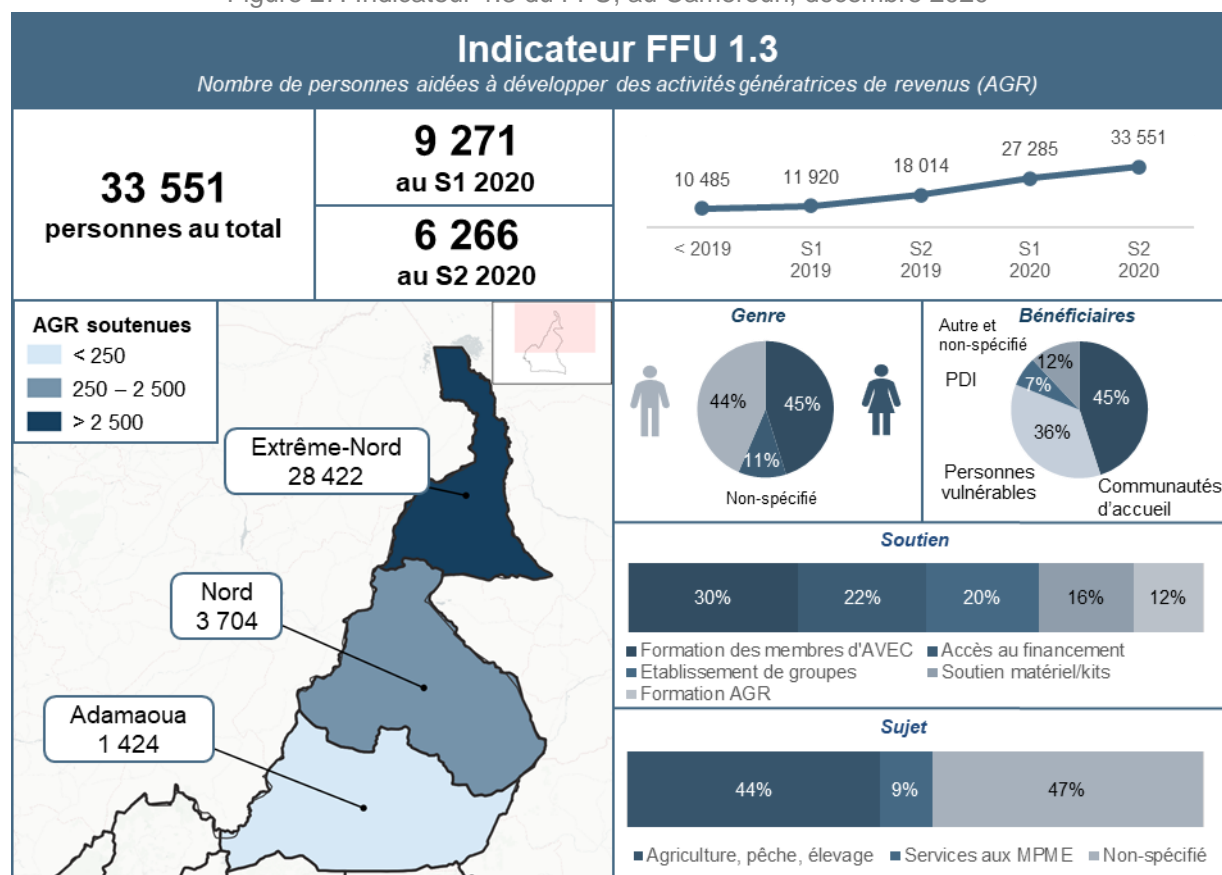 Indicateur FFU 1.3
Nombre de personnes aidées à développer des activités génératrices de revenus (AGR)
33 551
personnes au total
9 271
au S1 2020
6 266
au S2 2020
10 485
11 920
18 014
27 285
33 551
< 2019
S1
2019
S2
2019
S1
2020
S2
2020
AGR soutenues
< 250
250 – 2 500
> 2 500
Extrême-Nord
28 422
Nord
3 704
Adamaoua
1 424
Genre
44%
45%
11%
Non-spécifié
Bénéficiaires
Autre et
non-spécifié
PDI
12%
7%
45%
36%
Personnes
vulnérables
Communautés
d'accueil
Soutien
30%
22%
20%
16%
12%
Formation des membres d'AVEC
Accès au financement
Etablissement de groupes
Soutien matériel/kits
Formation AGR
Sujet
44%
9%
47%
Agriculture, pêche, élevage
Services aux MPME
Non-spécifié